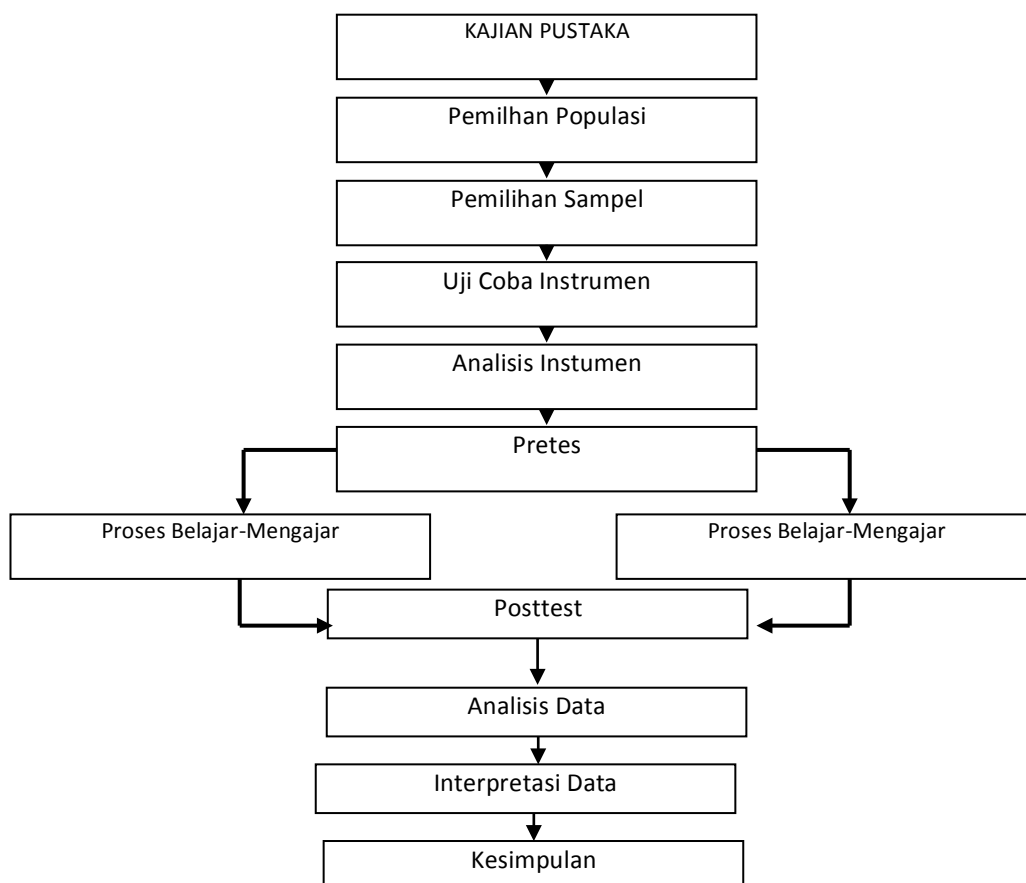 KAJIAN PUSTAKA
Pemilhan Populasi
Pemilihan Sampel
Uji Coba Instrumen
Analisis Instumen
Pretes
Proses Belajar-Mengajar
Proses Belajar-Mengajar
Posttest
Analisis Data
Interpretasi Data
Kesimpulan